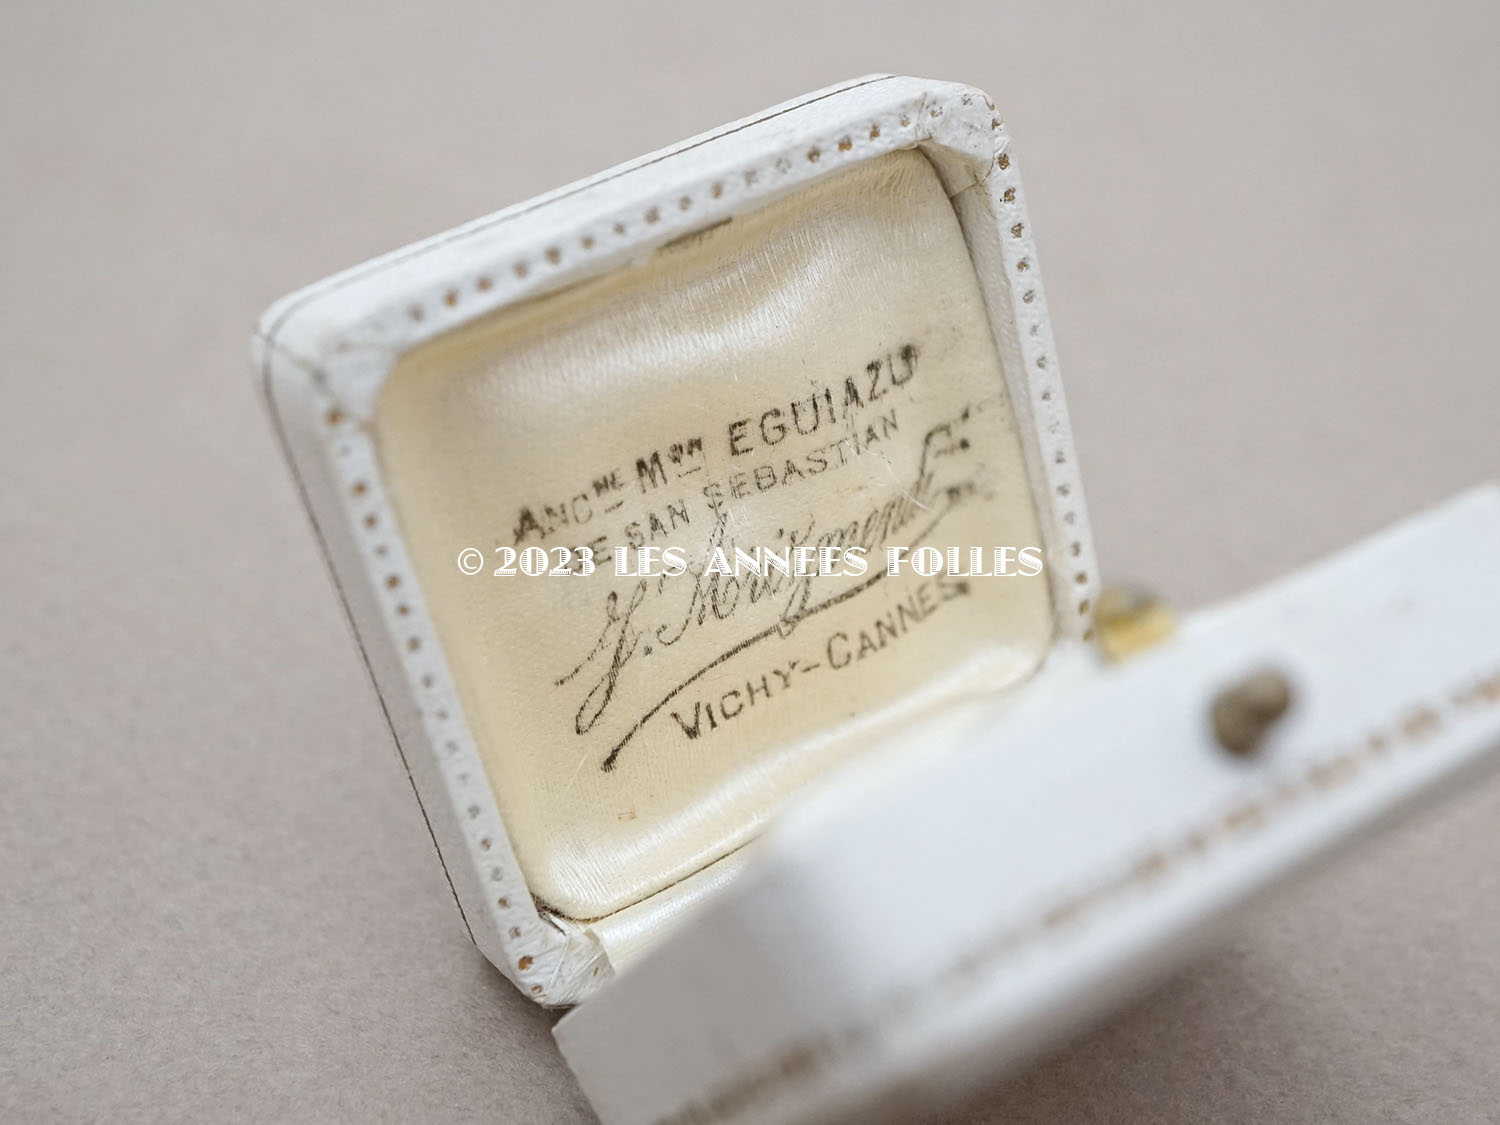 ANCNE MON EGUIAZU
DE SAN SEBASTIAN
© 2023 LES ANNEES FOLLES
VICHY-CANNES